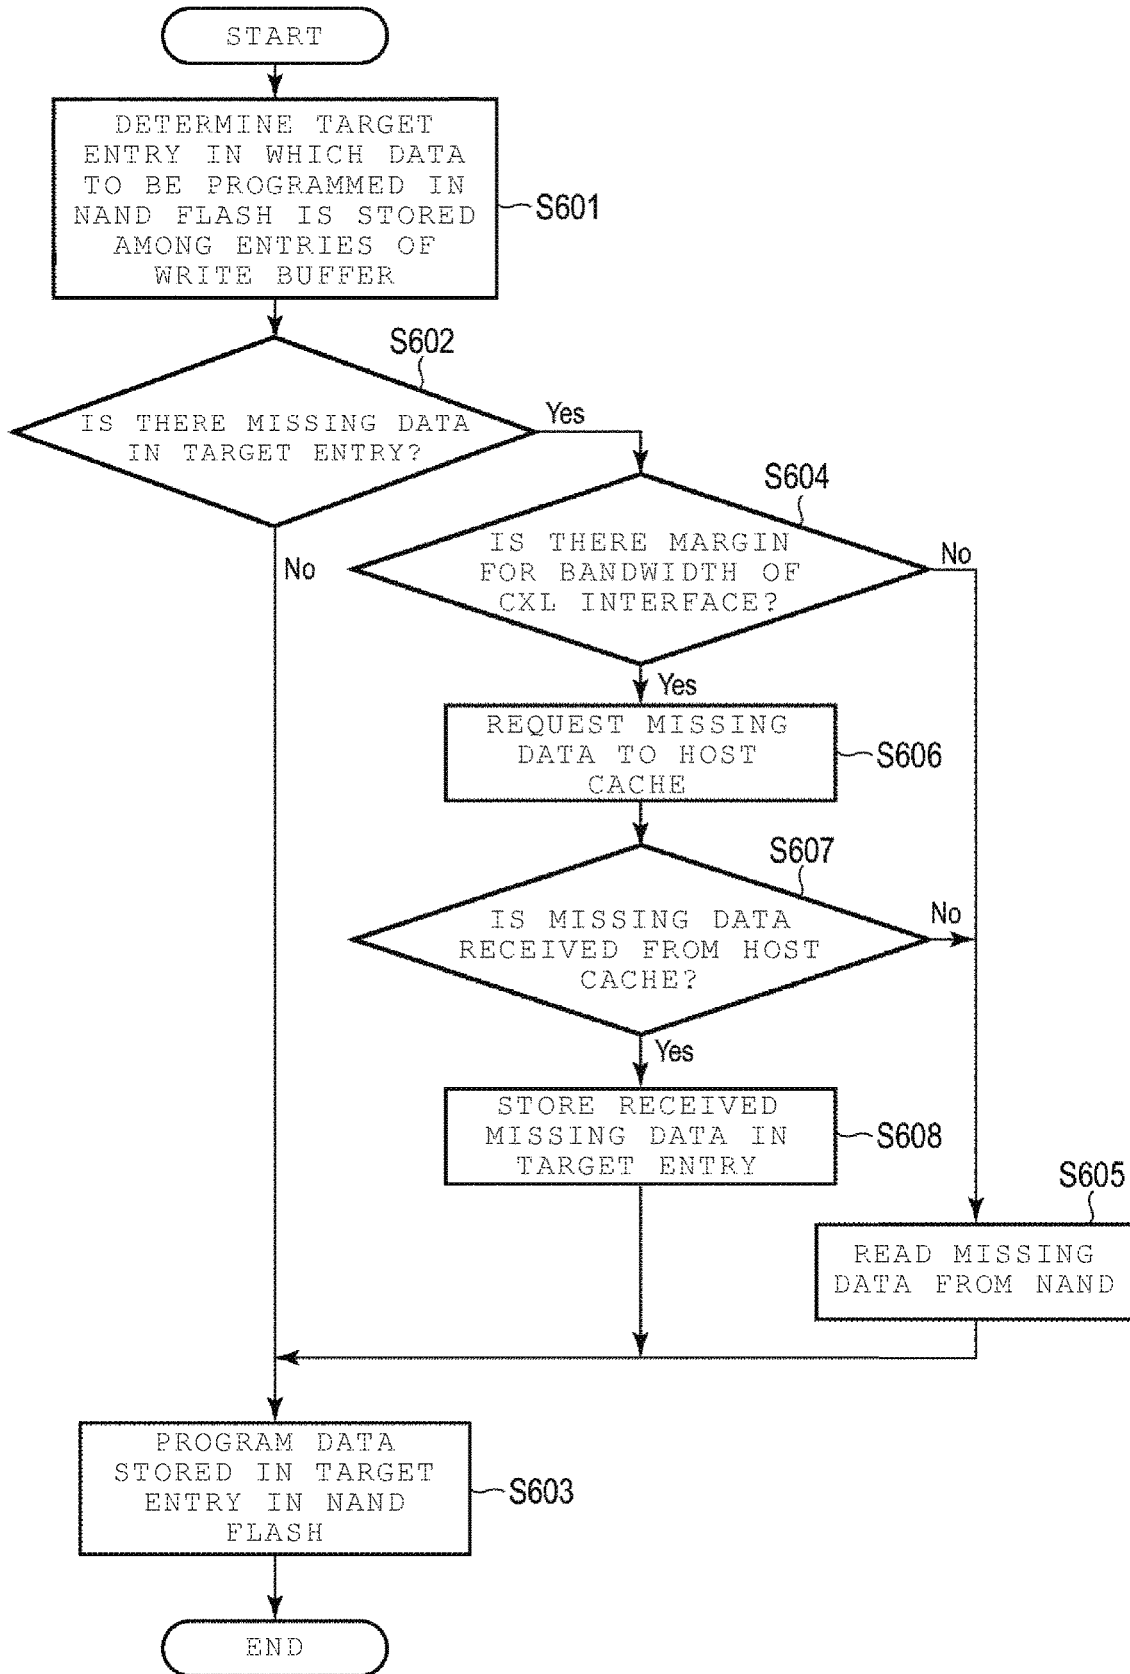 START
DETERMINE TARGET
ENTRY IN WHICH DATA
TO BE PROGRAMMED IN
NAND FLASH IS STORED
AMONG ENTRIES OF
WRITE BUFFER
S601
S602
IS THERE MISSING DATA
IN TARGET ENTRY?
Yes
No
S604
IS THERE MARGIN
FOR BANDWIDTH OF
CXL INTERFACE?
No
Yes
REQUEST MISSING
DATA TO HOST
CACHE
S606
S607
IS MISSING DATA
RECEIVED FROM HOST
CACHE?
No
Yes
STORE RECEIVED
MISSING DATA IN
TARGET ENTRY
S608
S605
READ MISSING
DATA FROM NAND
PROGRAM DATA
STORED IN TARGET
ENTRY IN NAND
FLASH
S603
END